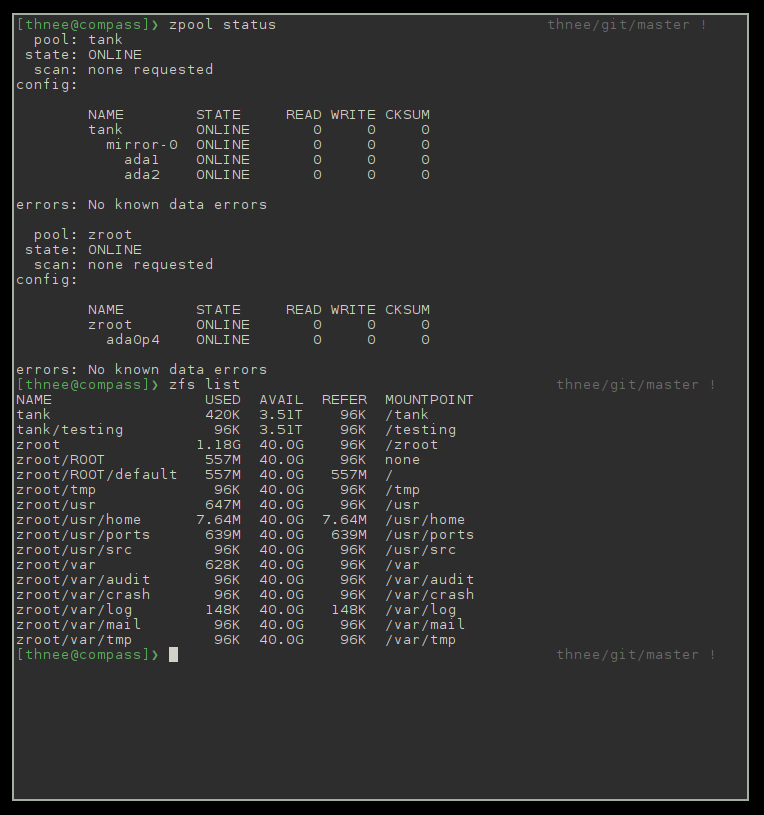 [thnee@compass]❯ zpool status                              thnee/git/master !
  pool: tank
 state: ONLINE
  scan: none requested
config:

        NAME        STATE     READ WRITE CKSUM
        tank        ONLINE       0     0     0
          mirror-0  ONLINE       0     0     0
            ada1    ONLINE       0     0     0
            ada2    ONLINE       0     0     0

errors: No known data errors

  pool: zroot
 state: ONLINE
  scan: none requested
config:

        NAME        STATE     READ WRITE CKSUM
        zroot       ONLINE       0     0     0
          ada0p4    ONLINE       0     0     0

errors: No known data errors
[thnee@compass]❯ zfs list                                   thnee/git/master !
NAME                 USED  AVAIL  REFER  MOUNTPOINT
tank                 420K  3.51T    96K  /tank
tank/testing          96K  3.51T    96K  /testing
zroot               1.18G  40.0G    96K  /zroot
zroot/ROOT           557M  40.0G    96K  none
zroot/ROOT/default   557M  40.0G   557M  /
zroot/tmp             96K  40.0G    96K  /tmp
zroot/usr            647M  40.0G    96K  /usr
zroot/usr/home      7.64M  40.0G  7.64M  /usr/home
zroot/usr/ports      639M  40.0G   639M  /usr/ports
zroot/usr/src         96K  40.0G    96K  /usr/src
zroot/var            628K  40.0G    96K  /var
zroot/var/audit       96K  40.0G    96K  /var/audit
zroot/var/crash       96K  40.0G    96K  /var/crash
zroot/var/log        148K  40.0G   148K  /var/log
zroot/var/mail        96K  40.0G    96K  /var/mail
zroot/var/tmp         96K  40.0G    96K  /var/tmp
[thnee@compass]❯                                            thnee/git/master !